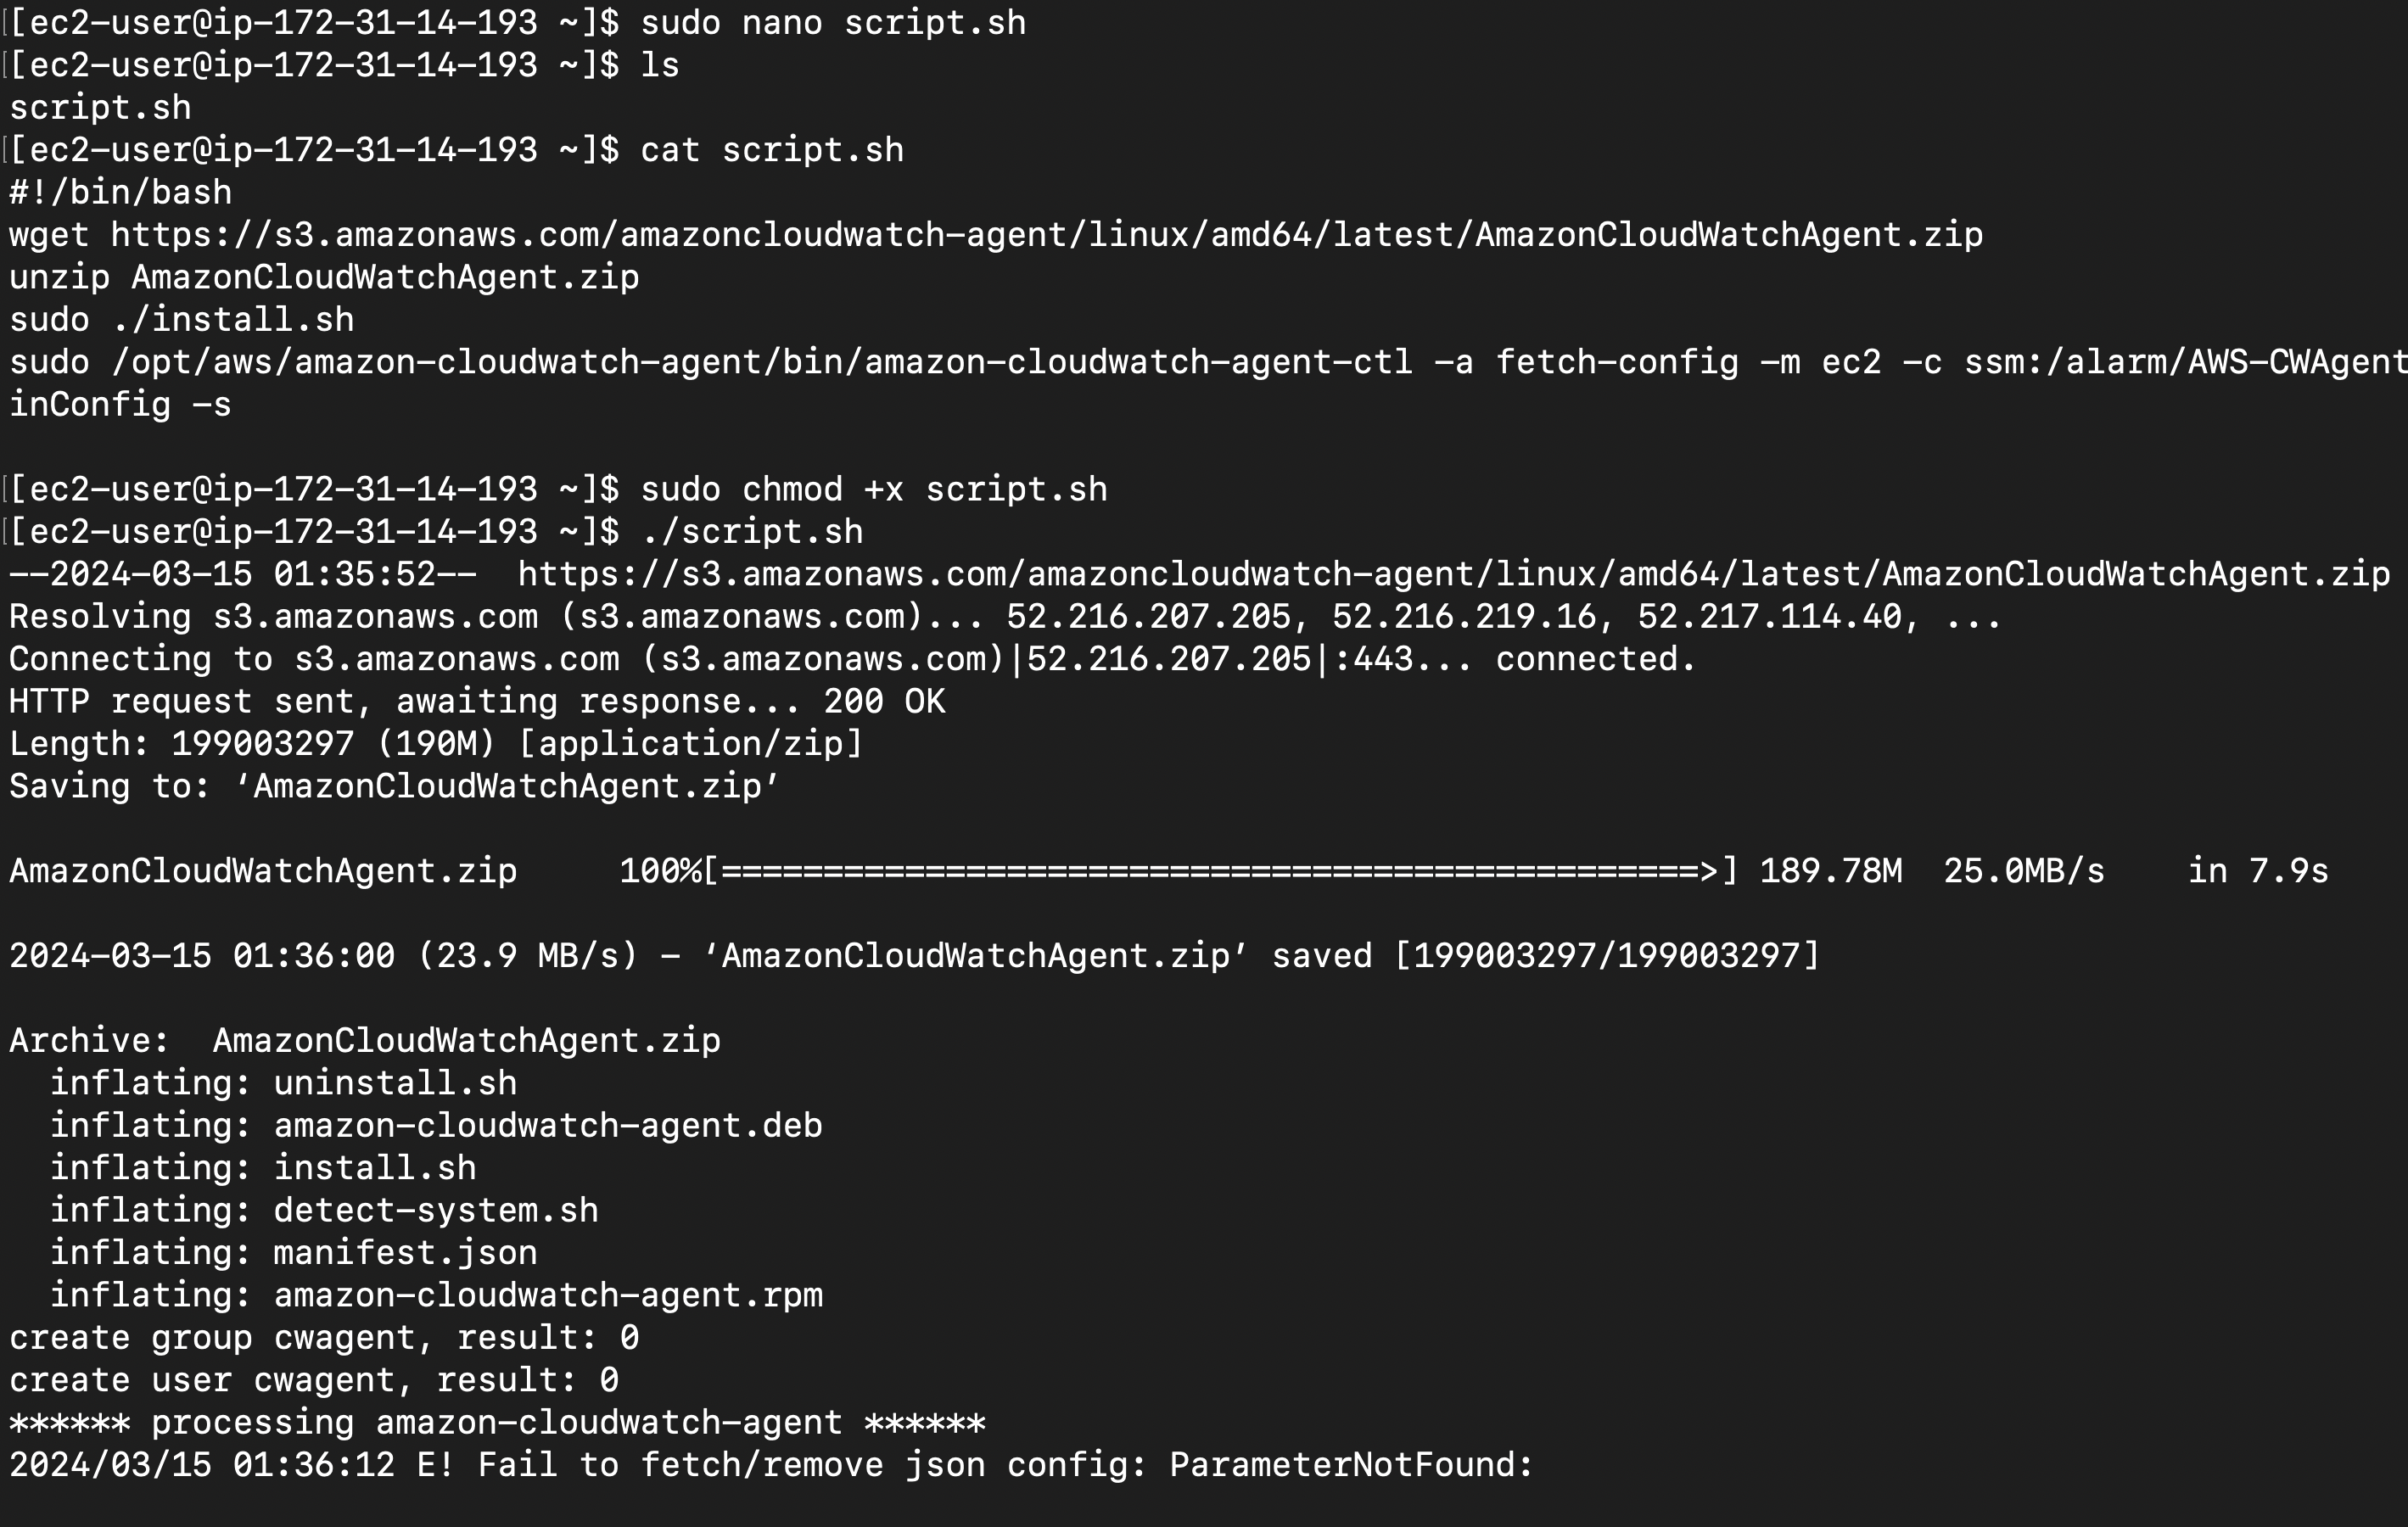 [[ec2-user@ip-172-31-14-193 ~]$ sudo nano script.sh
[[ec2-user@ip-172-31-14-193 ~]$ ls
script.sh
[[ec2-user@ip-172-31-14-193 ~]$ cat script.sh
#!/bin/bash
wget https://s3.amazonaws.com/amazoncloudwatch-agent/linux/amd64/latest/AmazonCloudWatchAgent.zip
unzip AmazonCloudWatchAgent.zip
sudo ./install.sh
sudo /opt/aws/amazon-cloudwatch-agent/bin/amazon-cloudwatch-agent-ctl -a fetch-config -m ec2 -c ssm:/alarm/AWS-CWAgent
inConfig -s
[[ec2-user@ip-172-31-14-193 ~]$ sudo chmod +x script.sh
[[ec2-user@ip-172-31-14-193 ~]$ ./script.sh
--2024-03-15 01:35:52--  https://s3.amazonaws.com/amazoncloudwatch-agent/linux/amd64/latest/AmazonCloudWatchAgent.zip
Resolving s3.amazonaws.com (s3.amazonaws.com)... 52.216.207.205, 52.216.219.16, 52.217.114.40, ...
Connecting to s3.amazonaws.com (s3.amazonaws.com)|52.216.207.205|:443... connected.
HTTP request sent, awaiting response... 200 OK
Length: 199003297 (190M) [application/zip]
Saving to: ‘AmazonCloudWatchAgent.zip’
AmazonCloudWatchAgent.zip     100%[================================================>] 189.78M  25.0MB/s    in 7.9s
2024-03-15 01:36:00 (23.9 MB/s) - ‘AmazonCloudWatchAgent.zip’ saved [199003297/199003297]
Archive:  AmazonCloudWatchAgent.zip
  inflating: uninstall.sh
  inflating: amazon-cloudwatch-agent.deb
  inflating: install.sh
  inflating: detect-system.sh
  inflating: manifest.json
  inflating: amazon-cloudwatch-agent.rpm
create group cwagent, result: 0
create user cwagent, result: 0
****** processing amazon-cloudwatch-agent ******
2024/03/15 01:36:12 E! Fail to fetch/remove json config: ParameterNotFound: